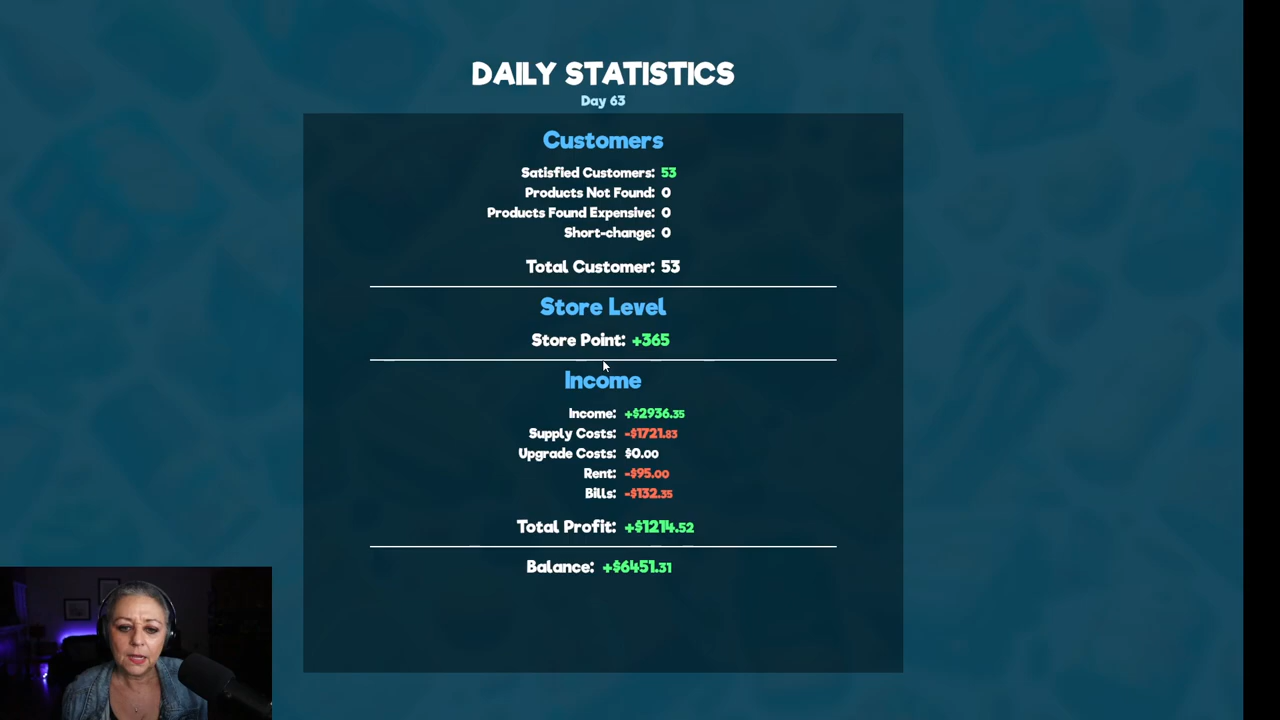 DAILY STATISTICS
Day 63
Customers
Satisfied Customers: 53
Products Not Found: 0
Products Found Expensive: 0
Short-change: 0
Total Customer: 53
Store Level
Store Point: +365
Income
Income: +$2936.35
Supply Costs: -$1721.83
Upgrade Costs: $0.00
Rent: -$95.00
Bills: -$132.35
Total Profit: +$1214.52
Balance: +$6451.31